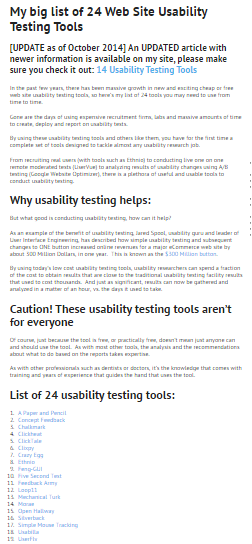 My big list of 24 Web Site Usability
Testing Tools
[UPDATE as of October 2014] An UPDATED article with
newer information is available on my site, please make
sure you check it out: 14 Usability Testing Tools
In the past few years, there has been massive growth in new and exciting cheap or free
web site usability testing tools, so here's my list of 24 tools you may need to use from
time to time.
Gone are the days of using expensive recruitment firms, labs and massive amounts of time
to create, deploy and report on usability tests.
By using these usability testing tools and others like them, you have for the first time a
complete set of tools designed to tackle almost any usability research job.
From recruiting real users (with tools such as Ethnio) to conducting live one on one
remote moderated tests (UserVue) to analyzing results of usability changes using A/B
testing (Google Website Optimizer), there is a plethora of useful and usable tools to
conduct usability testing.
Why usability testing helps:
But what good is conducting usability testing, how can it help?
As an example of the benefit of usability testing, Jared Spool, usability guru and leader of
User Interface Engineering, has described how simple usability testing and subsequent
changes to ONE button increased online revenues for a major eCommerce web site by
about 300 Million Dollars, in one year. This is known as the $300 Million button.
By using today's low cost usability testing tools, usability researchers can spend a fraction
of the cost to obtain results that are close to the traditional usability testing facility results
that used to cost thousands. And just as significant, results can now be gathered and
analyzed in a matter of an hour, vs. the days it used to take.
Caution! These usability testing tools aren't
for everyone
Of course, just because the tool is free, or practically free, doesn't mean just anyone can
and should use the tool. As with most other tools, the analysis and the recommendations
about what to do based on the reports takes expertise.
As with other professionals such as dentists or doctors, it's the knowledge that comes with
training and years of experience that guides the hand that uses the tool.
List of 24 usability testing tools:
1. A Paper and Pencil
2. Concept Feedback
3. Chalkmark
4. Clickheat
5. ClickTale
6. Clixpy
7. Crazy Egg
8. Ethnio
9. Feng-GUI
10. Five Second Test
11. Feedback Army
12. Loop11
13. Mechanical Turk
14. Morae
15. Open Hallway
16. Silverback
17. Simple Mouse Tracking
18. Usabilla
19. UserFly